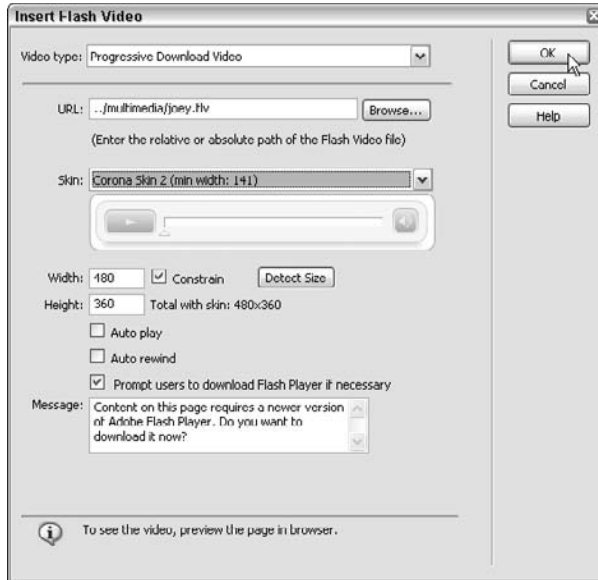 Insert Flash Video
Video type: Progressive Download Video
OK
Cancel
Help
URL: ../multimedia/joey.flv Browse...
(Enter the relative or absolute path of the Flash Video file)
Skin: Corona Skin 2 (min width: 141)
Width: 480 Constrain Detect Size
Height: 360 Total with skin: 480x360
Auto play
Auto rewind
Prompt users to download Flash Player if necessary
Message: Content on this page requires a newer version
of Adobe Flash Player. Do you want to
download it now?
To see the video, preview the page in browser.